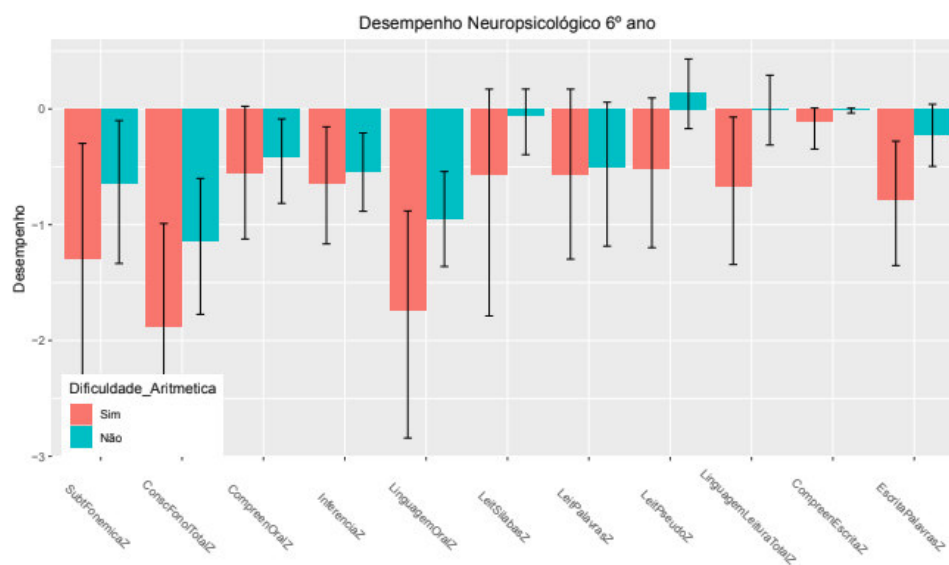 Desempenho Neuropsicológico 6º ano
Desempenho
0
−1
−2
−3
Dificuldade_Aritmetica
Sim
Não
SubtFonemicaZ
ConscFonolTotalZ
CompreenOralZ
InferenciaZ
LinguagemOralZ
LeitSilabasZ
LeitPalavrasZ
LeitPseudoZ
LinguagemLeituraTotalZ
CompreenEscritaZ
EscritaPalavrasZ